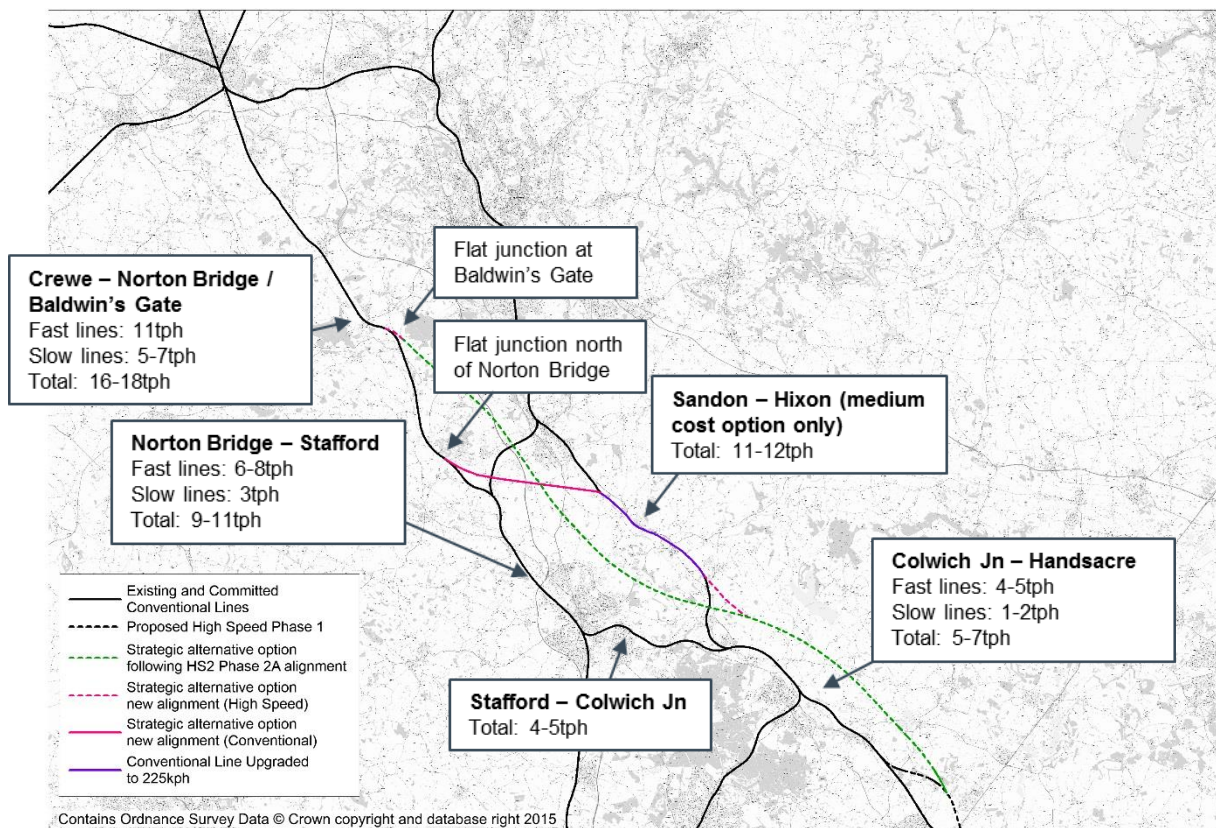 Flat junction at
Baldwin's Gate
Crewe – Norton Bridge /
Baldwin's Gate
Fast lines: 11tph
Slow lines: 5-7tph
Total: 16-18tph
Flat junction north
of Norton Bridge
Sandon – Hixon (medium
cost option only)
Total: 11-12tph
Norton Bridge – Stafford
Fast lines: 6-8tph
Slow lines: 3tph
Total: 9-11tph
Colwich Jn – Handsacre
Fast lines: 4-5tph
Slow lines: 1-2tph
Total: 5-7tph
Stafford – Colwich Jn
Total: 4-5tph
Existing and Committed
Conventional Lines
Proposed High Speed Phase 1
Strategic alternative option
following HS2 Phase 2A alignment
Strategic alternative option
new alignment (High Speed)
Strategic alternative option
new alignment (Conventional)
Conventional Line Upgraded
to 225kph
Contains Ordnance Survey Data © Crown copyright and database right 2015